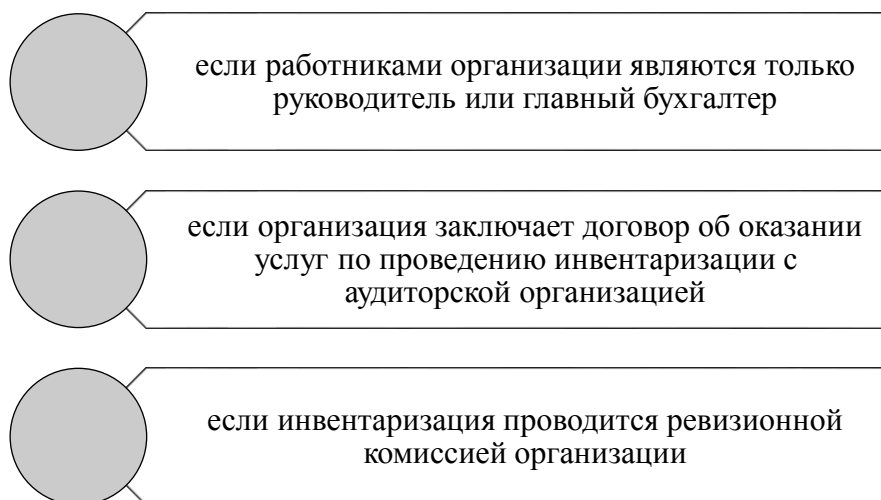 если работниками организации являются только
руководитель или главный бухгалтер
если организация заключает договор об оказании
услуг по проведению инвентаризации с
аудиторской организацией
если инвентаризация проводится ревизионной
комиссией организации